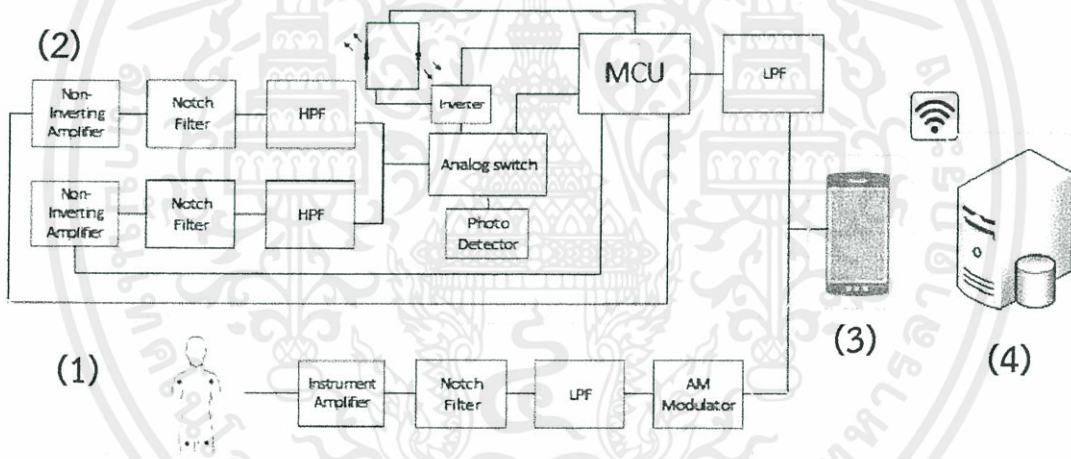 (2)
Non-
Inverting
Amplifier
Notch
Filter
HPF
Inverter
MCU
LPF
Analog switch
Non-
Inverting
Amplifier
Notch
Filter
HPF
Photo
Detector
(3)
(4)
(1)
Instrument
Amplifier
Notch
Filter
LPF
AM
Modulator